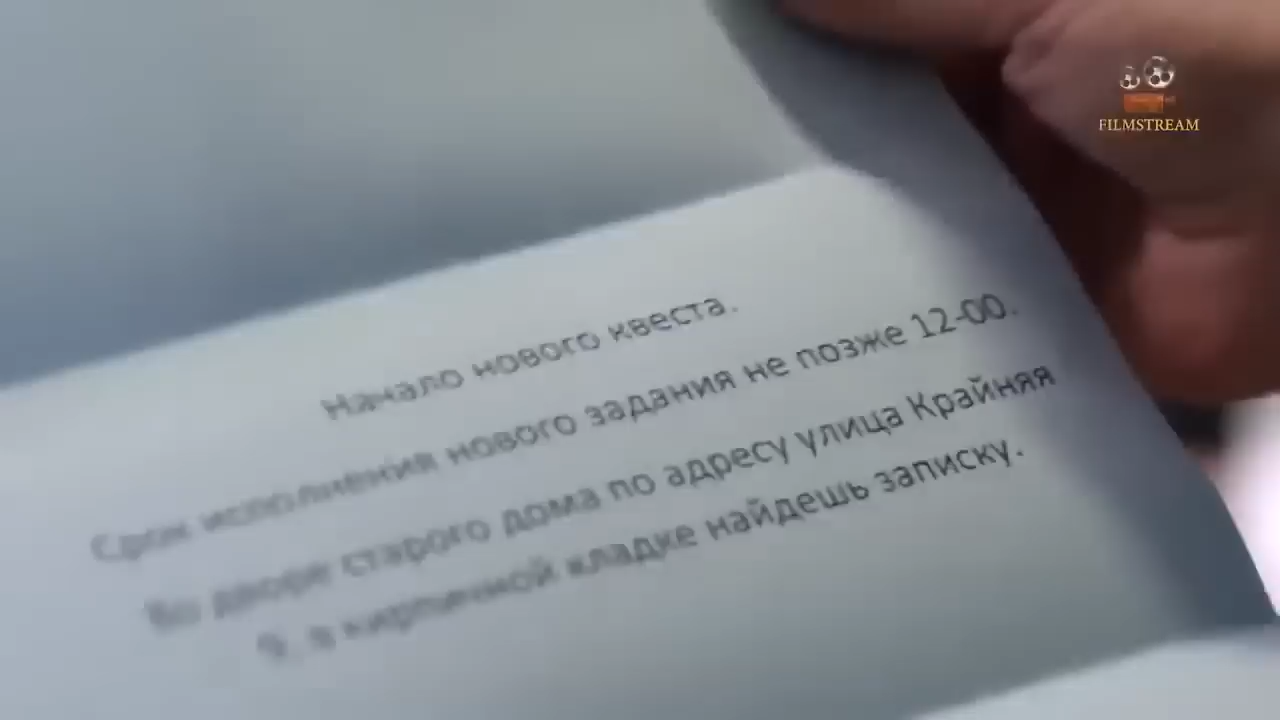 FILMSTREAM
Начало нового квеста.
Срок исполнения нового задания не позже 12-00.
Во дворе старого дома по адресу улица Крайняя
9, в кирпичной кладке найдешь записку.